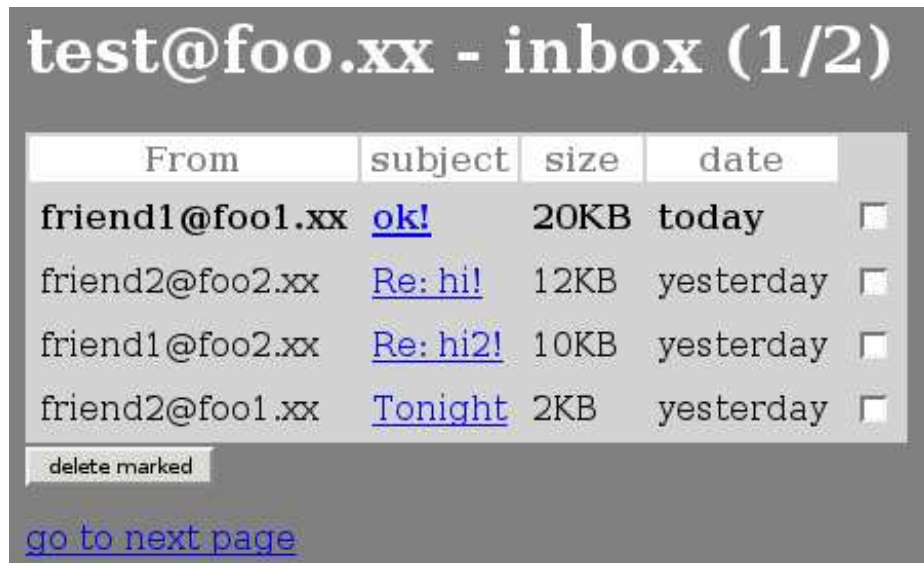 test@foo.xx - inbox (1/2)
From subject size date
friend1@foo1.xx ok! 20KB today
friend2@foo2.xx Re: hi! 12KB yesterday
friend1@foo2.xx Re: hi2! 10KB yesterday
friend2@foo1.xx Tonight 2KB yesterday
delete marked
go to next page